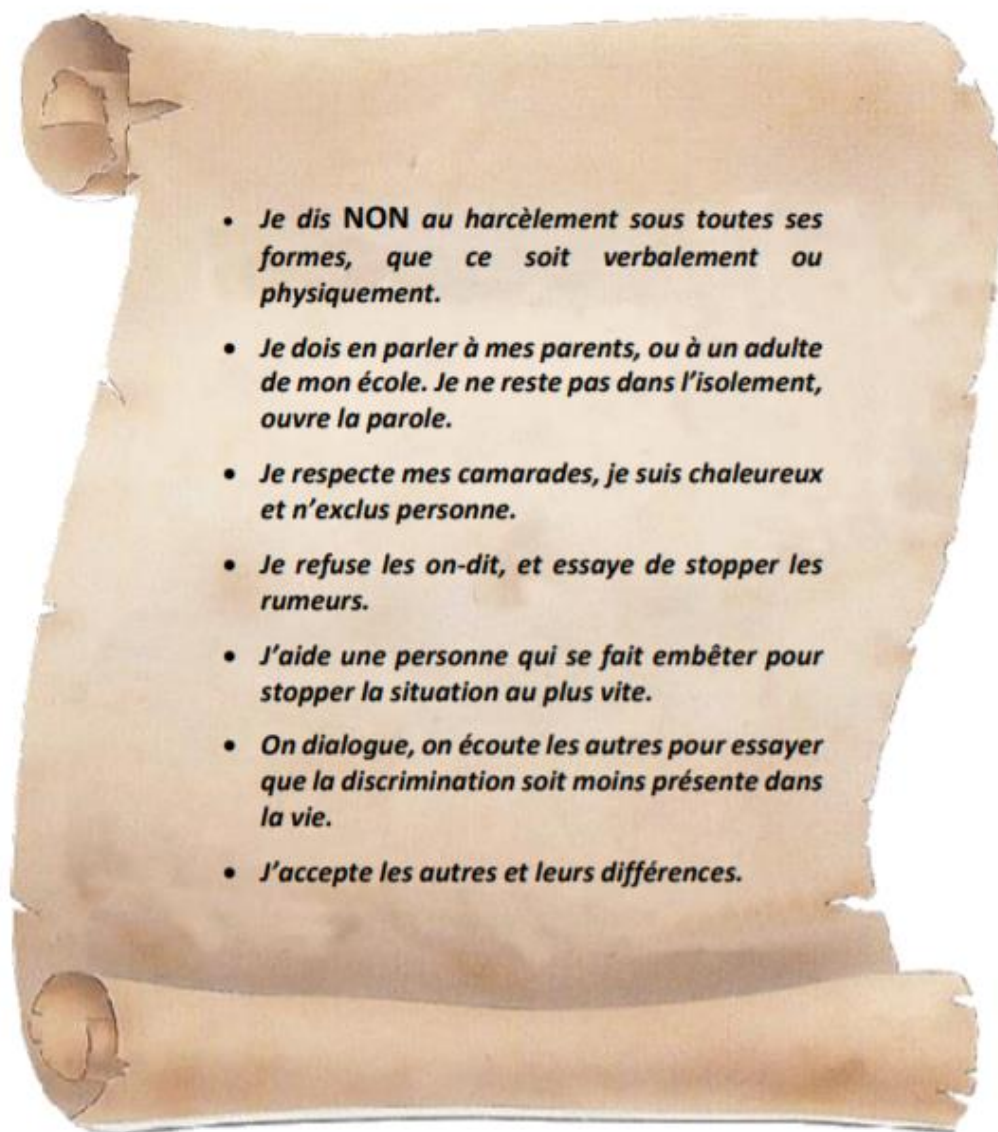 • Je dis NON au harcèlement sous toutes ses
formes, que ce soit verbalement ou
physiquement.
• Je dois en parler à mes parents, ou à un adulte
de mon école. Je ne reste pas dans l’isolement,
ouvre la parole.
• Je respecte mes camarades, je suis chaleureux
et n’exclus personne.
• Je refuse les on-dit, et essaye de stopper les
rumeurs.
• J’aide une personne qui se fait embêter pour
stopper la situation au plus vite.
• On dialogue, on écoute les autres pour essayer
que la discrimination soit moins présente dans
la vie.
• J’accepte les autres et leurs différences.